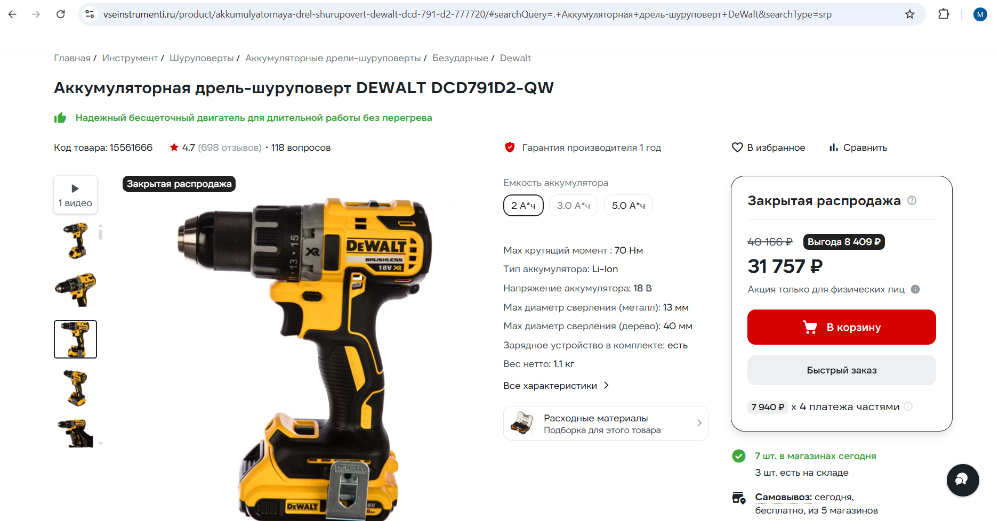 vseinstrumenti.ru/product/akkumulyatornaya-drel-shurupovert-dewalt-dcd-791-d2-777720/#searchQuery=.+Аккумуляторная+дрель-шуруповерт+DeWalt&searchType=srp
M
Главная / Инструмент / Шуруповерты / Аккумуляторные дрели-шуруповерты / Безударные / Dewalt
Аккумуляторная дрель-шуруповерт DEWALT DCD791D2-QW
Надежный бесщеточный двигатель для длительной работы без перегрева
Код товара: 15561666 4.7 (698 отзывов) • 118 вопросов
Гарантия производителя 1 год
В избранное
Сравнить
1 видео
Закрытая распродажа
13 • 15
XR
DEWALT
BRUSHLESS
18V XR
DEWALT
DEWALT
DEWALT
Емкость аккумулятора
2 А*ч 3.0 А*ч 5.0 А*ч
Max крутящий момент : 70 Нм
Тип аккумулятора: Li-Ion
Напряжение аккумулятора: 18 В
Max диаметр сверления (металл): 13 мм
Max диаметр сверления (дерево): 40 мм
Зарядное устройство в комплекте: есть
Вес нетто: 1.1 кг
Все характеристики
Расходные материалы
Подборка для этого товара
Закрытая распродажа
40 166 ₽ Выгода 8 409 ₽
31 757 ₽
Акция только для физических лиц
В корзину
Быстрый заказ
7 940 ₽ х 4 платежа частями
7 шт. в магазинах сегодня
3 шт. есть на складе
Самовывоз: сегодня,
бесплатно, из 5 магазинов